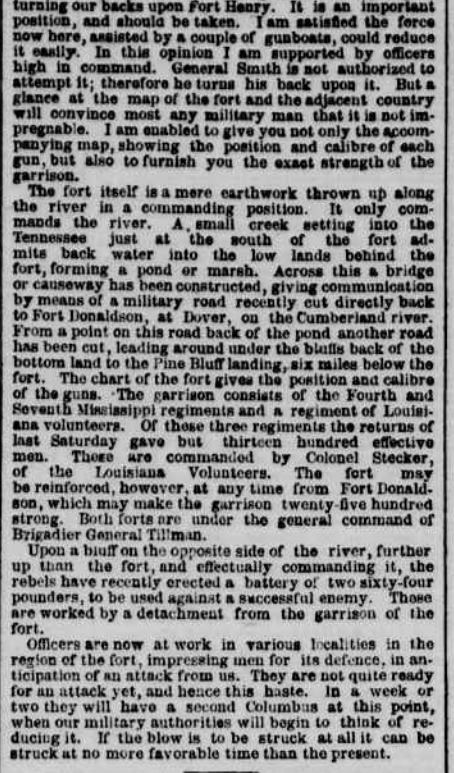 turning our backs upon Fort Henry. It is an important
position, and should be taken. I am satisfied the force
now here, assisted by a couple of gunboats, could reduce
it easily. In this opinion I am supported by officers
high in command. General Smith is not authorized to
attempt it; therefore he turns his back upon it. But a
glance at the map of the fort and the adjacent country
will convince most any military man that it is not im-
pregnable. I am enabled to give you not only the accom-
panying map, showing the position and calibre of each
gun, but also to furnish you the exact strength of the
garrison.
The fort itself is a mere earthwork thrown up along
the river in a commanding position. It only com-
mands the river. A small creek setting into the
Tennessee just at the south of the fort ad-
mits back water into the low lands behind the
fort, forming a pond or marsh. Across this a bridge
or causeway has been constructed, giving communication
by means of a military road recently cut directly back
to Fort Donaldson, at Dover, on the Cumberland river.
From a point on this road back of the pond another road
has been cut, leading around under the bluffs back of the
bottom land to the Pine Bluff landing, six miles below the
fort. The chart of the fort gives the position and calibre
of the guns. The garrison consists of the Fourth and
Seventh Mississippi regiments and a regiment of Louisi-
ana volunteers. Of these three regiments the returns of
last Saturday gave but thirteen hundred effective
men. These are commanded by Colonel Stecker,
of the Louisiana Volunteers. The fort may
be reinforced, however, at any time from Fort Donald-
son, which may make the garrison twenty-five hundred
strong. Both forts are under the general command of
Brigadier General Tillman.
Upon a bluff on the opposite side of the river, further
up than the fort, and effectually commanding it, the
rebels have recently erected a battery of two sixty-four
pounders, to be used against a successful enemy. These
are worked by a detachment from the garrison of the
fort.
Officers are now at work in various localities in the
region of the fort, impressing men for its defence, in an-
ticipation of an attack from us. They are not quite ready
for an attack yet, and hence this haste. In a week or
two they will have a second Columbus at this point,
when our military authorities will begin to think of re-
ducing it. If the blow is to be struck at all it can be
struck at no more favorable time than the present.